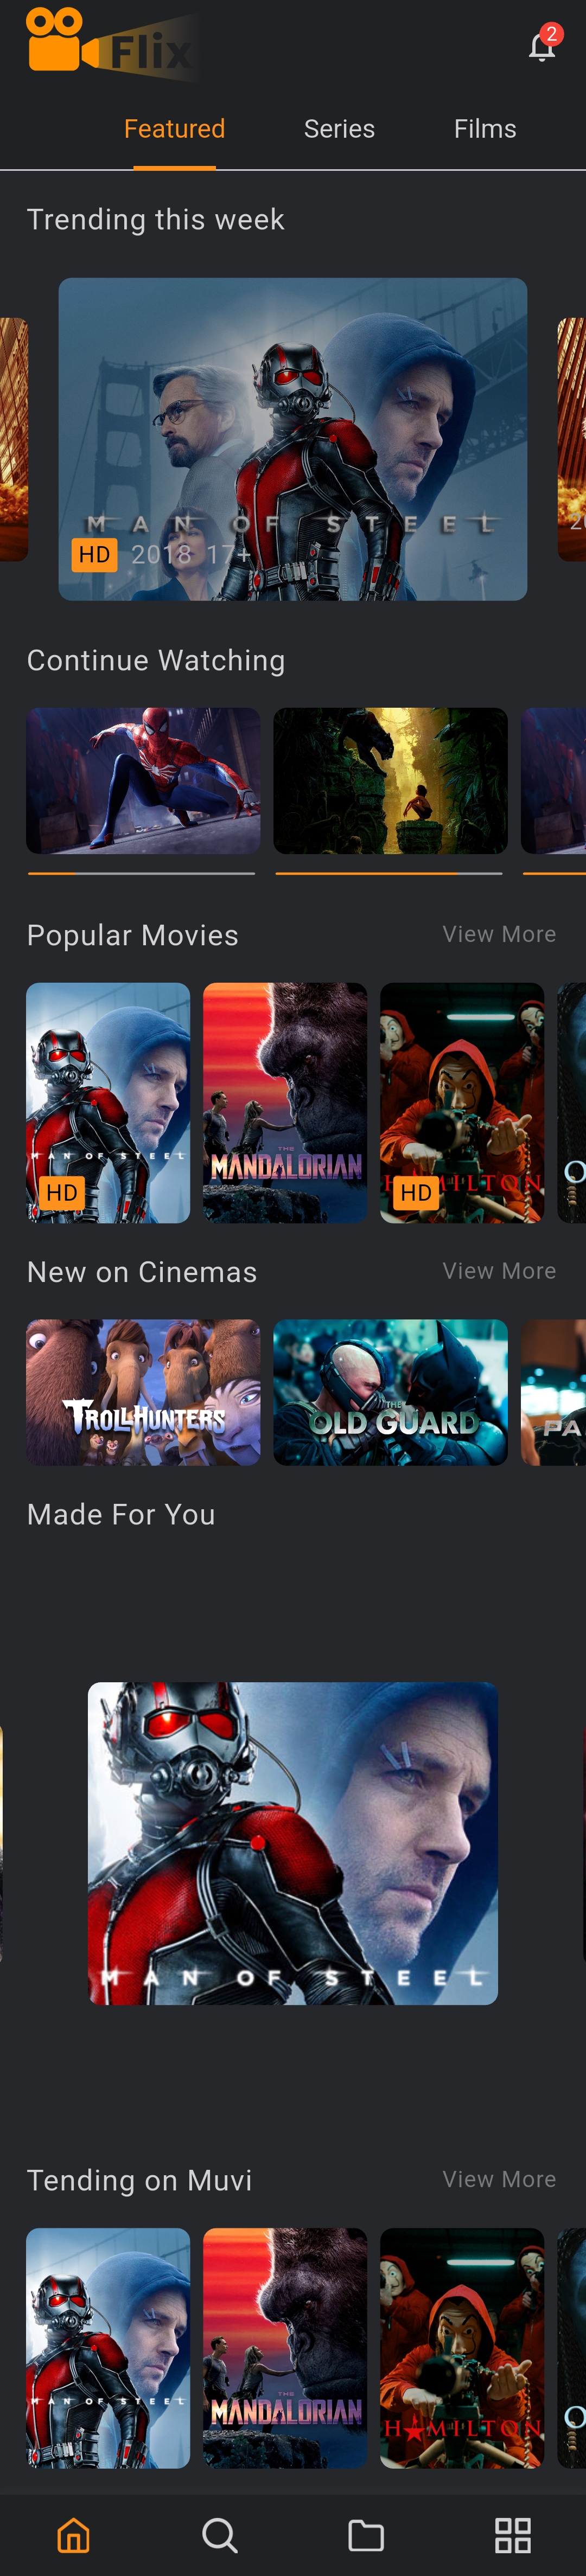 Flix
2
Featured Series Films
Trending this week
MAN OF STEEL
HD 2018 17+
Continue Watching
Popular Movies View More
MAN OF STEEL
HD
THE
MANDALORIAN
HAMILTON
HD
O
New on Cinemas View More
TROLLHUNTERS
THE
OLD GUARD
PA
Made For You
MAN OF STEEL
Tending on Muvi View More
MAN OF STEEL
THE
MANDALORIAN
H★MILTON
O